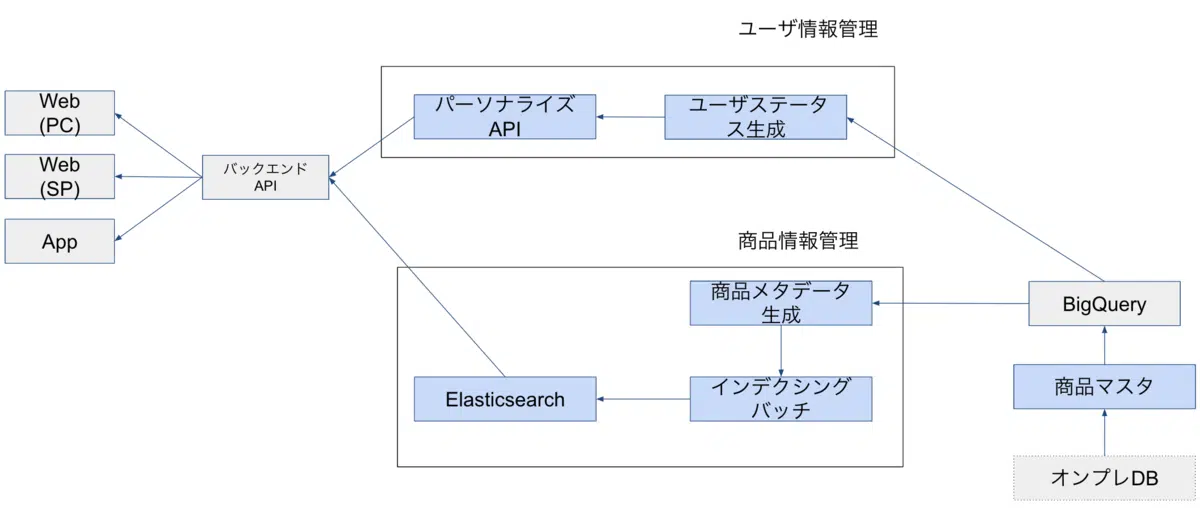 ユーザ情報管理
Web
(PC)
Web
(SP)
App
バックエンド
API
パーソナライズ
API
ユーザステータ
ス生成
商品情報管理
商品メタデータ
生成
インデクシング
バッチ
Elasticsearch
BigQuery
商品マスタ
オンプレDB